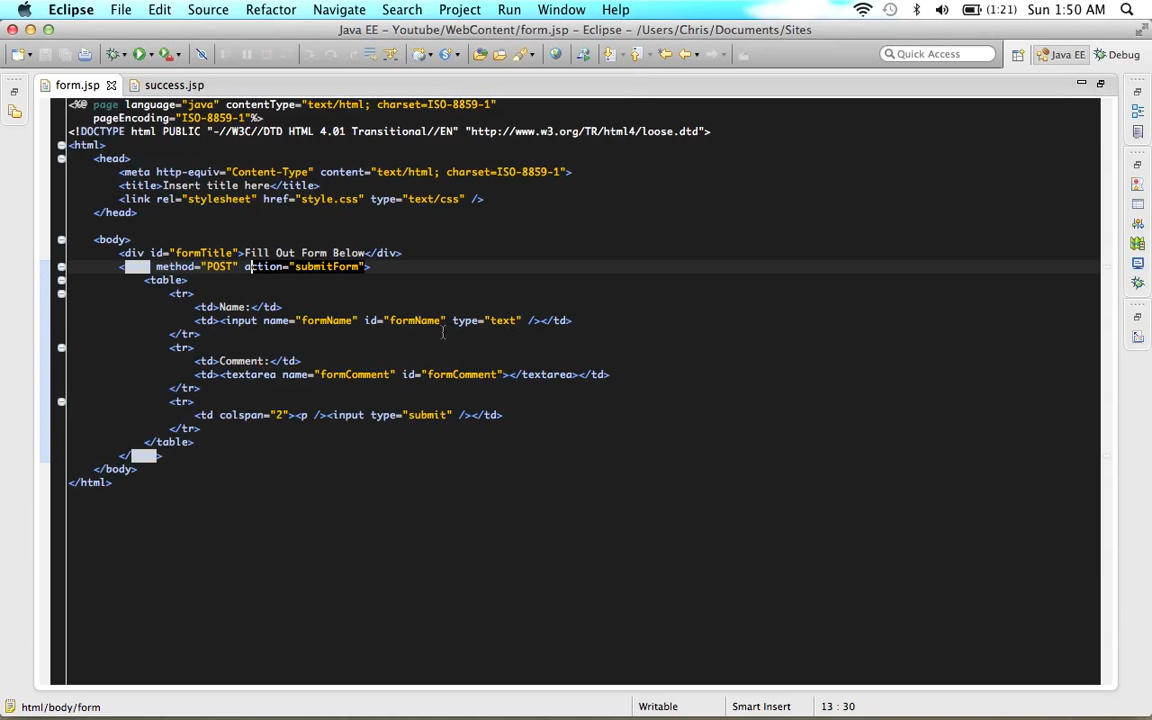 Eclipse File Edit Source Refactor Navigate Search Project Run Window Help (1:21) Sun 1:50 AM
Java EE - Youtube/WebContent/form.jsp - Eclipse - /Users/Chris/Documents/Sites
Quick Access Java EE Debug
form.jsp success.jsp
<%@ page language="java" contentType="text/html; charset=ISO-8859-1"
pageEncoding="ISO-8859-1"%>
<!DOCTYPE html PUBLIC "-//W3C//DTD HTML 4.01 Transitional//EN" "http://www.w3.org/TR/html4/loose.dtd">
<html>
<head>
<meta http-equiv="Content-Type" content="text/html; charset=ISO-8859-1">
<title>Insert title here</title>
<link rel="stylesheet" href="style.css" type="text/css" />
</head>
<body>
<div id="formTitle">Fill Out Form Below</div>
< method="POST" action="submitForm">
<table>
<tr>
<td>Name:</td>
<td><input name="formName" id="formName" type="text" /></td>
</tr>
<tr>
<td>Comment:</td>
<td><textarea name="formComment" id="formComment"></textarea></td>
</tr>
<tr>
<td colspan="2"><p /><input type="submit" /></td>
</tr>
</table>
</ >
</body>
</html>
html/body/form Writable Smart Insert 13 : 30